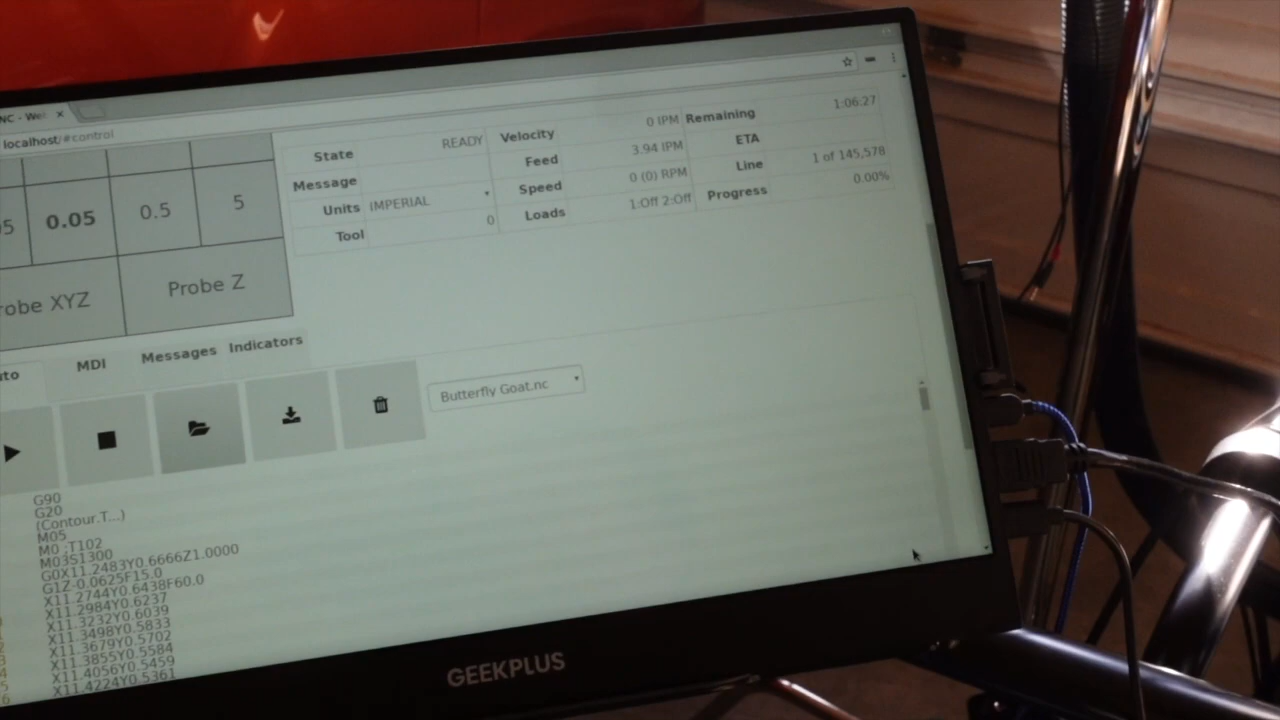 NC - Wel
localhost/#control
State READY
Message
Units IMPERIAL
Tool 0
Velocity 0 IPM
Feed 3.94 IPM
Speed 0 (0) RPM
Loads 1:Off 2:Off
Remaining 1:06:27
ETA
Line 1 of 145,578
Progress 0.00%
0.05 0.5 5
robe XYZ Probe Z
uto MDI Messages Indicators
Butterfly Goat.nc
G90
G20
(Contour.T...)
M05
M0 ;T102
M03S1300
G0X11.2483Y0.6666Z1.0000
G1Z-0.0625F15.0
X11.2744Y0.6438F60.0
X11.2984Y0.6237
X11.3232Y0.6039
X11.3498Y0.5833
X11.3679Y0.5702
X11.3855Y0.5584
X11.4056Y0.5459
X11.4224Y0.5361
GEEKPLUS